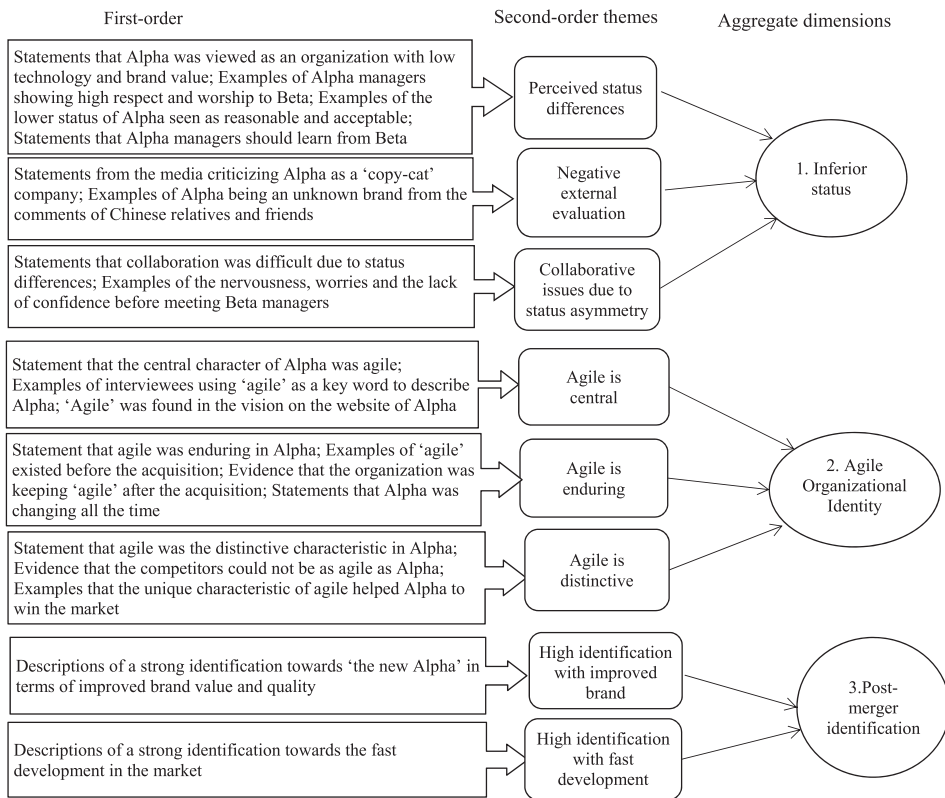 First-order
Second-order themes
Aggregate dimensions
Statements that Alpha was viewed as an organization with low
technology and brand value; Examples of Alpha managers
showing high respect and worship to Beta; Examples of the
lower status of Alpha seen as reasonable and acceptable;
Statements that Alpha managers should learn from Beta
Perceived status
differences
Statements from the media criticizing Alpha as a ‘copy-cat’
company; Examples of Alpha being an unknown brand from the
comments of Chinese relatives and friends
Negative
external
evaluation
1. Inferior
status
Statements that collaboration was difficult due to status
differences; Examples of the nervousness, worries and the lack
of confidence before meeting Beta managers
Collaborative
issues due to
status asymmetry
Statement that the central character of Alpha was agile;
Examples of interviewees using ‘agile’ as a key word to describe
Alpha; ‘Agile’ was found in the vision on the website of Alpha
Agile is
central
Statement that agile was enduring in Alpha; Examples of ‘agile’
existed before the acquisition; Evidence that the organization was
keeping ‘agile’ after the acquisition; Statements that Alpha was
changing all the time
Agile is
enduring
2. Agile
Organizational
Identity
Statement that agile was the distinctive characteristic in Alpha;
Evidence that the competitors could not be as agile as Alpha;
Examples that the unique characteristic of agile helped Alpha to
win the market
Agile is
distinctive
Descriptions of a strong identification towards ‘the new Alpha’ in
terms of improved brand value and quality
High identification
with improved
brand
3.Post-
merger
identification
Descriptions of a strong identification towards the fast
development in the market
High identification
with fast
development